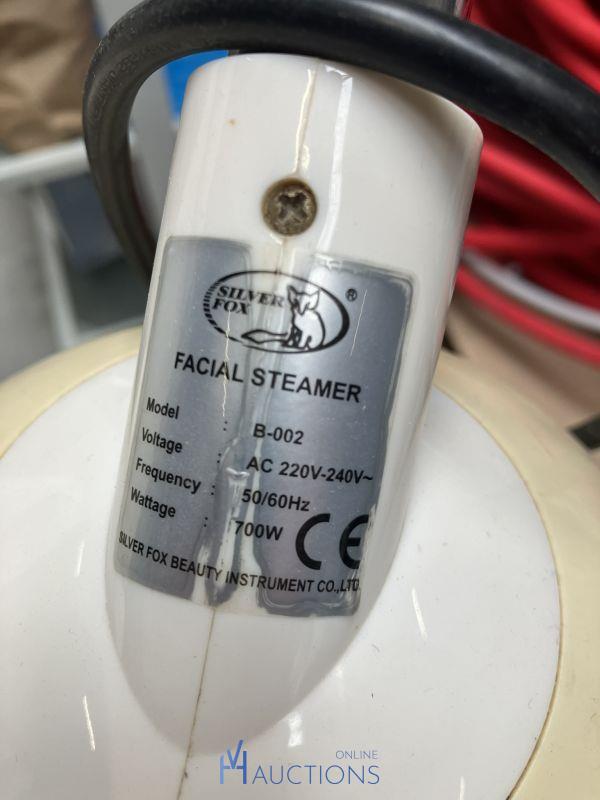 SILVER
FOX
®
FACIAL STEAMER
Model : B-002
Voltage : AC 220V-240V~
Frequency : 50/60Hz
Wattage : 700W
CE
SILVER FOX BEAUTY INSTRUMENT CO.,LTD.
ONLINE
AUCTIONS